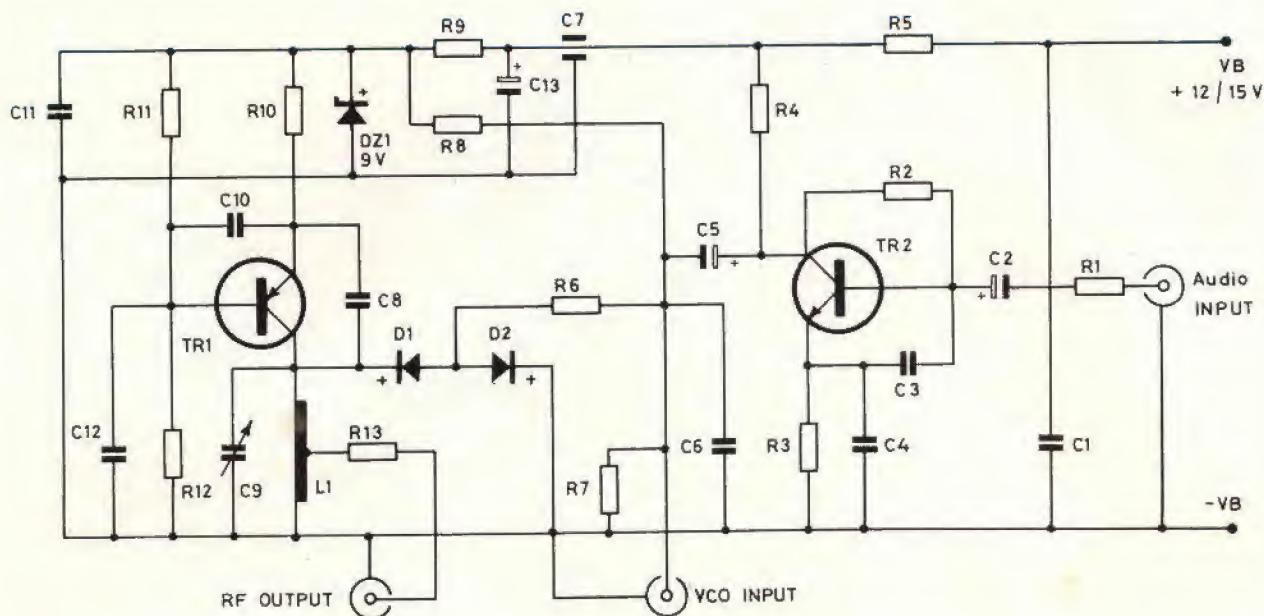 C7
R9
R5
+
C13
VB
+ 12 / 15 V
C11
R11
R10
+
DZ1
9V
R8
R4
R2
C10
C5
+
TR2
C2
+
R1
Audio
INPUT
C8
R6
TR1
D1
D2
+
+
C3
C12
R13
R12
C9
L1
R7
C6
R3
C4
C1
-VB
RF OUTPUT
VCO INPUT